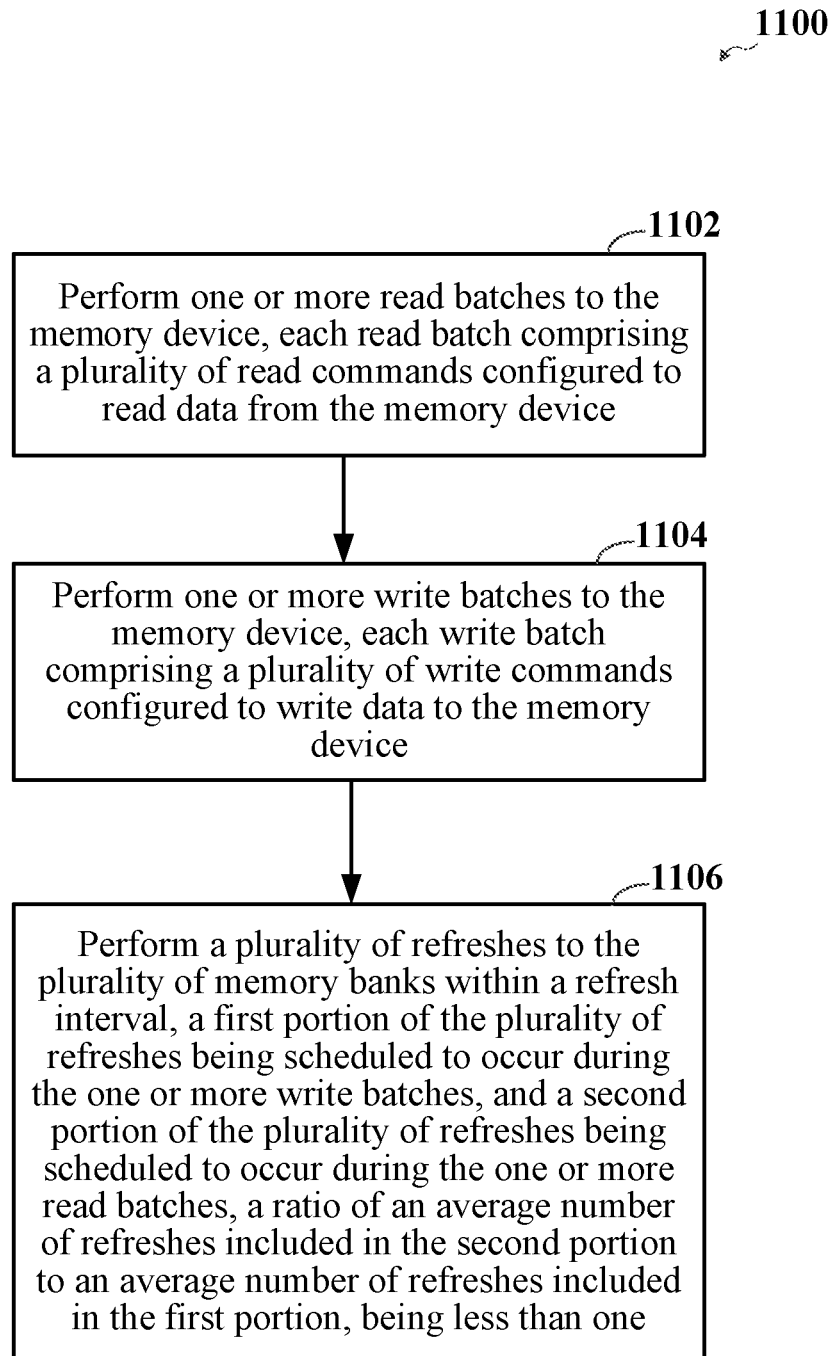 1100
1102
Perform one or more read batches to the
memory device, each read batch comprising
a plurality of read commands configured to
read data from the memory device
1104
Perform one or more write batches to the
memory device, each write batch
comprising a plurality of write commands
configured to write data to the memory
device
1106
Perform a plurality of refreshes to the
plurality of memory banks within a refresh
interval, a first portion of the plurality of
refreshes being scheduled to occur during
the one or more write batches, and a second
portion of the plurality of refreshes being
scheduled to occur during the one or more
read batches, a ratio of an average number
of refreshes included in the second portion
to an average number of refreshes included
in the first portion, being less than one